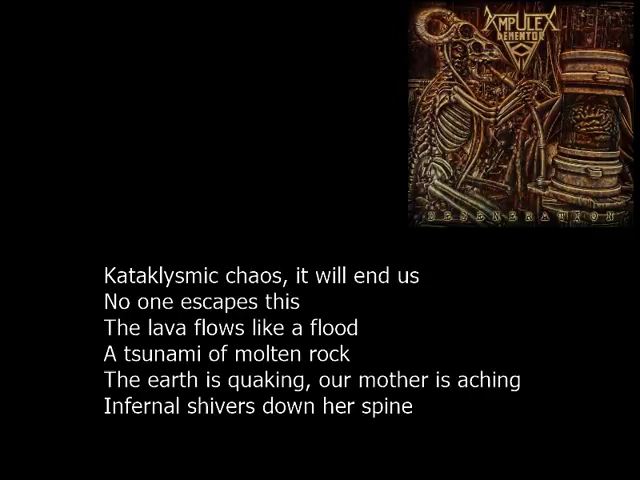 AMPULEX
DEMENTOR
DEGENERATION
Kataklysmic chaos, it will end us
No one escapes this
The lava flows like a flood
A tsunami of molten rock
The earth is quaking, our mother is aching
Infernal shivers down her spine